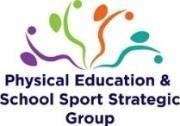 Physical Education &
School Sport Strategic
Group